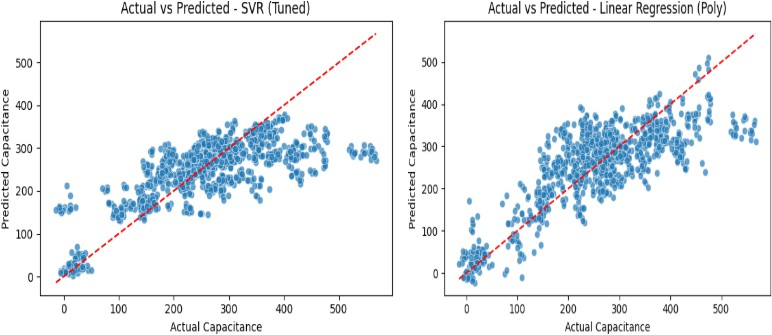 Actual vs Predicted - SVR (Tuned)
Predicted Capacitance
500
400
300
200
100
0
0 100 200 300 400 500
Actual Capacitance
Actual vs Predicted - Linear Regression (Poly)
Predicted Capacitance
500
400
300
200
100
0
0 100 200 300 400 500
Actual Capacitance